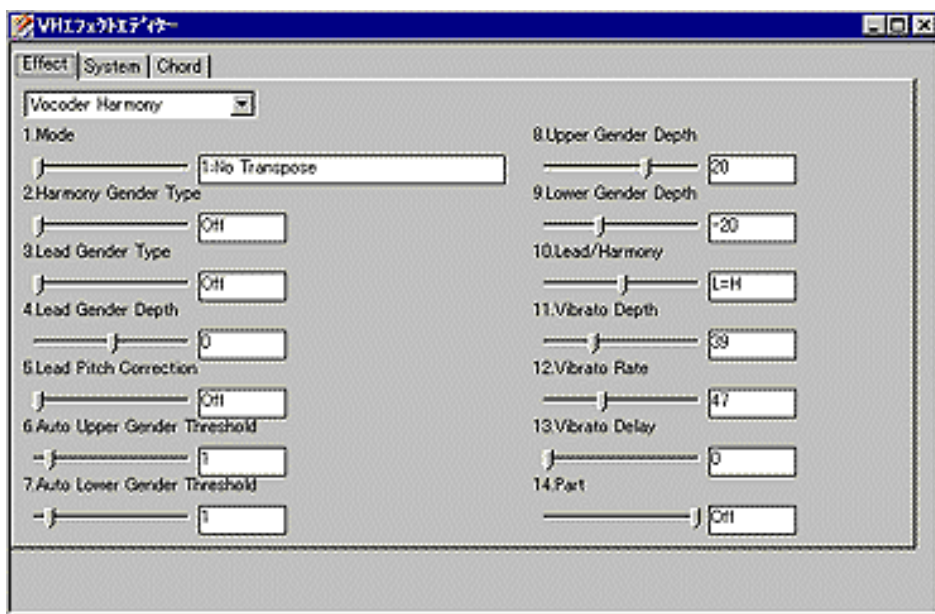 VHｴﾌｪｸﾄｴﾃﾞｨﾀｰ
Effect System Chord
Vocoder Harmony
1.Mode
1:No Transpose
2.Harmony Gender Type
Off
3.Lead Gender Type
Off
4.Lead Gender Depth
0
5.Lead Pitch Correction
Off
6.Auto Upper Gender Threshold
1
7.Auto Lower Gender Threshold
1
8.Upper Gender Depth
20
9.Lower Gender Depth
-20
10.Lead/Harmony
L=H
11.Vibrato Depth
39
12.Vibrato Rate
47
13.Vibrato Delay
0
14.Part
Off